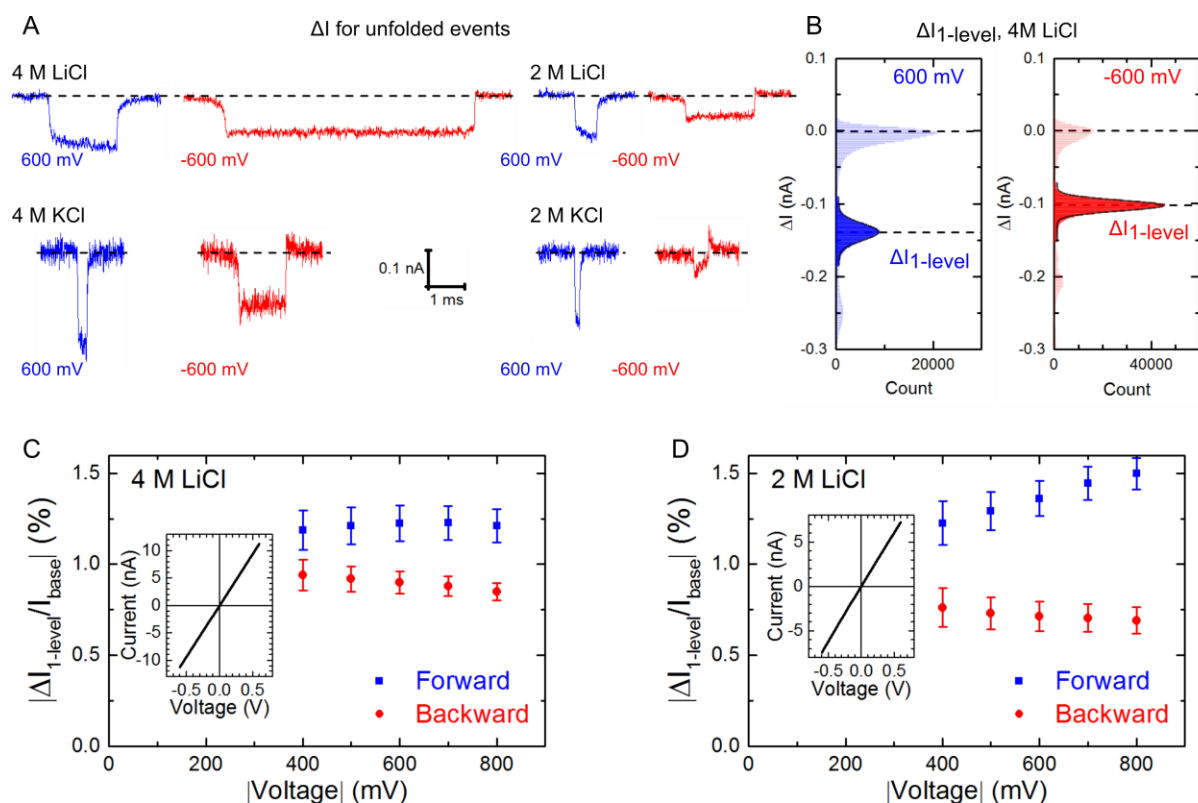 A
ΔI for unfolded events
4 M LiCl
2 M LiCl
600 mV
-600 mV
600 mV
-600 mV
4 M KCl
2 M KCl
0.1 nA
1 ms
600 mV
-600 mV
600 mV
-600 mV
B
ΔI1-level, 4M LiCl
0.1
0.0
-0.1
-0.2
-0.3
ΔI (nA)
600 mV
ΔI1-level
0
20000
Count
0.1
0.0
-0.1
-0.2
-0.3
ΔI (nA)
-600 mV
ΔI1-level
0
40000
Count
C
4 M LiCl
|ΔI1-level/Ibase| (%)
1.5
1.0
0.5
0.0
Current (nA)
10
5
0
-5
-10
-0.5 0.0 0.5
Voltage (V)
Forward
Backward
0 200 400 600 800
|Voltage| (mV)
D
2 M LiCl
|ΔI1-level/Ibase| (%)
1.5
1.0
0.5
0.0
Current (nA)
5
0
-5
-0.5 0.0 0.5
Voltage (V)
Forward
Backward
0 200 400 600 800
|Voltage| (mV)